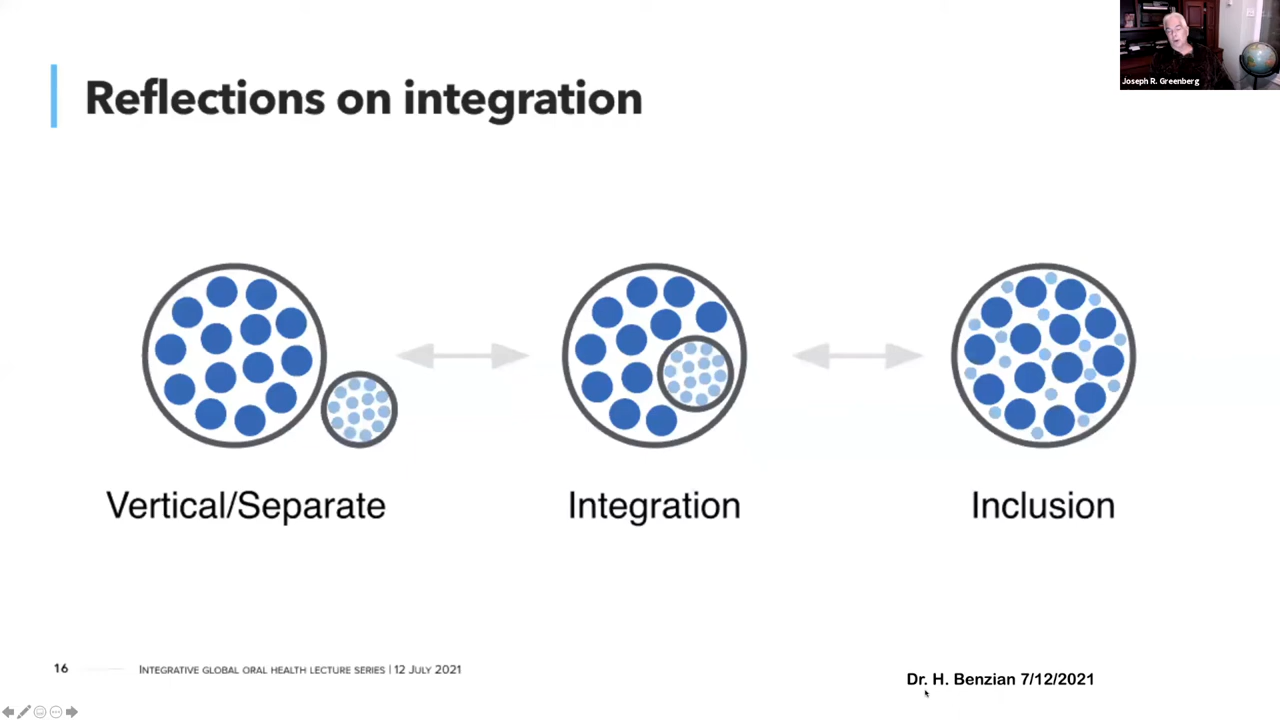 Joseph R. Greenberg
Reflections on integration
Vertical/Separate
Integration
Inclusion
16
INTEGRATIVE GLOBAL ORAL HEALTH LECTURE SERIES | 12 JULY 2021
Dr. H. Benzian 7/12/2021